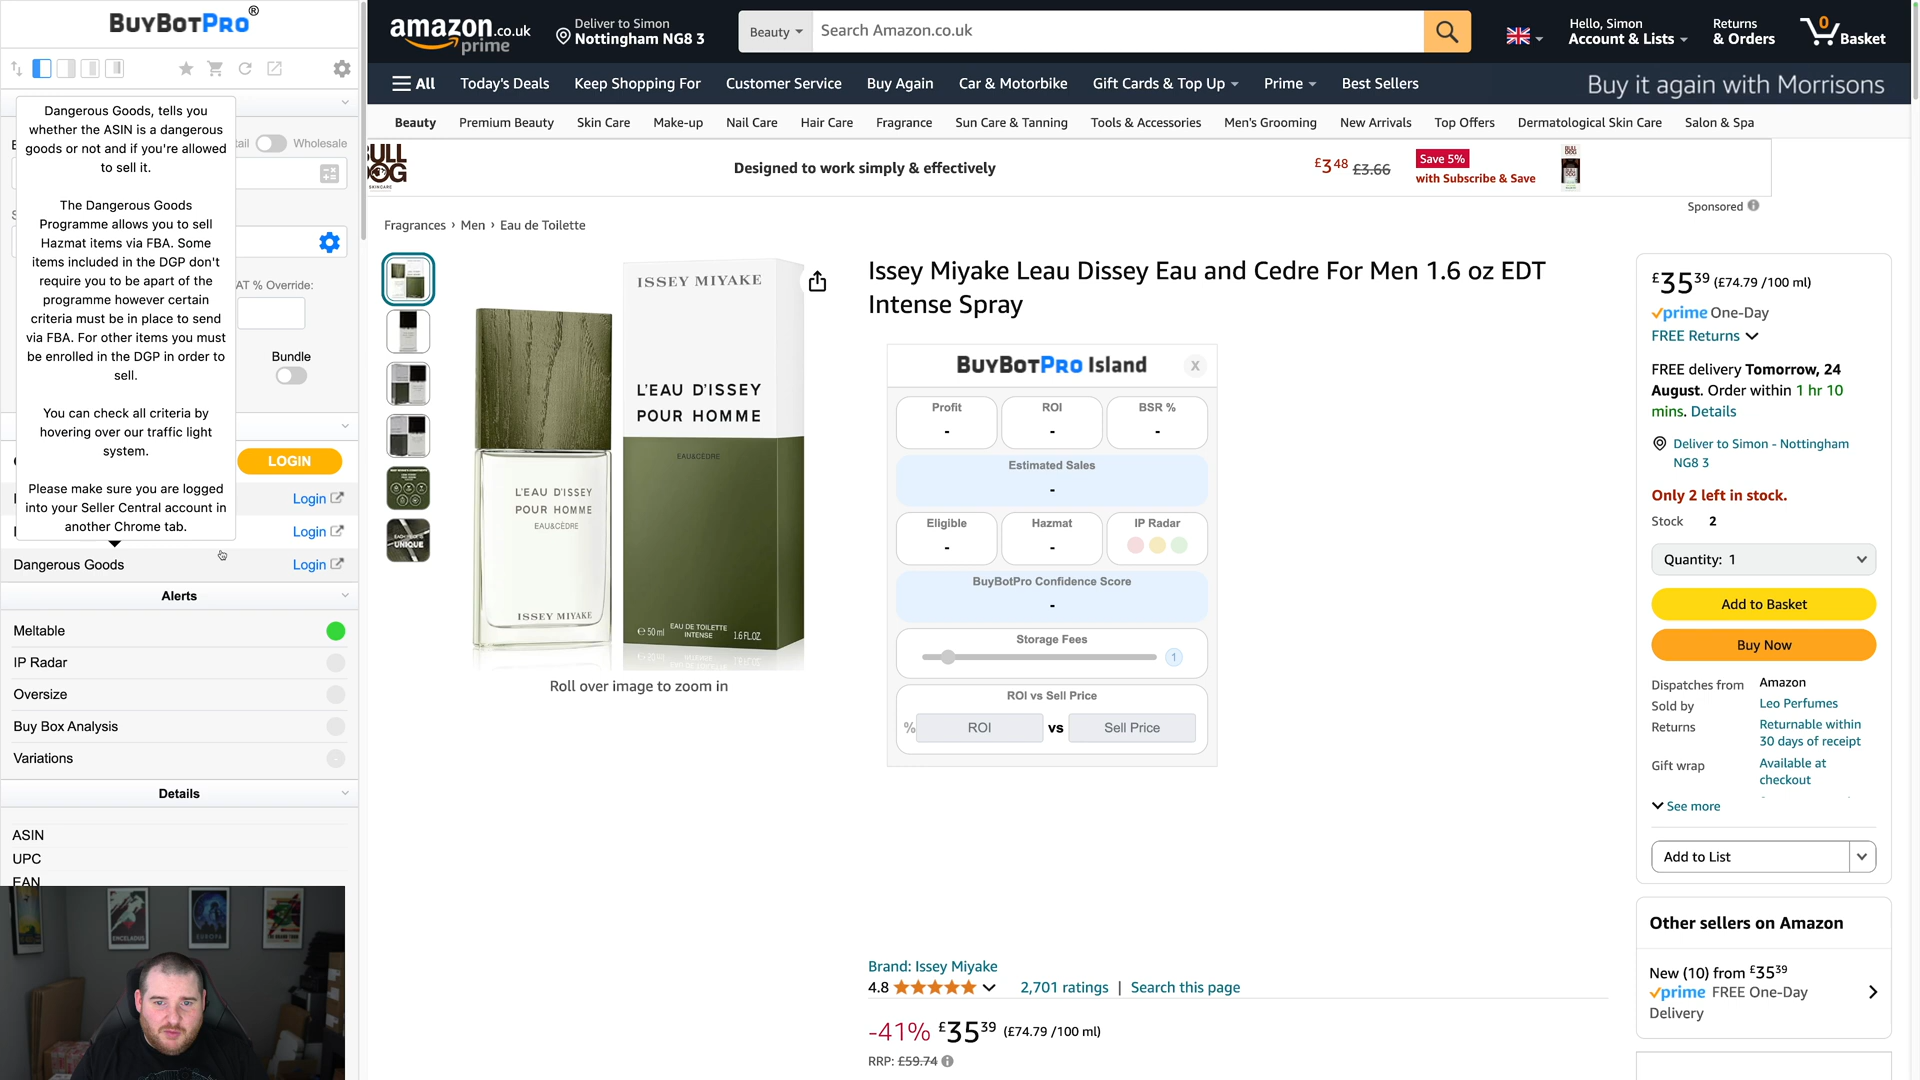 BuyBotPro®
Dangerous Goods, tells you
whether the ASIN is a dangerous
goods or not and if you're allowed
to sell it.
The Dangerous Goods
Programme allows you to sell
Hazmat items via FBA. Some
items included in the DGP don't
require you to be apart of the
programme however certain
criteria must be in place to send
via FBA. For other items you must
be enrolled in the DGP in order to
sell.
You can check all criteria by
hovering over our traffic light
system.
Please make sure you are logged
into your Seller Central account in
another Chrome tab.
Wholesale
AT % Override:
Bundle
LOGIN
Login
Login
Dangerous Goods
Login
Alerts
Meltable
IP Radar
Oversize
Buy Box Analysis
Variations
Details
ASIN
UPC
EAN
ENCELADUS
EUROPA
amazon.co.uk
prime
Deliver to Simon
Nottingham NG8 3
Beauty
Search Amazon.co.uk
Hello, Simon
Account & Lists
Returns
& Orders
0
Basket
All
Today's Deals
Keep Shopping For
Customer Service
Buy Again
Car & Motorbike
Gift Cards & Top Up
Prime
Best Sellers
Buy it again with Morrisons
Beauty
Premium Beauty
Skin Care
Make-up
Nail Care
Hair Care
Fragrance
Sun Care & Tanning
Tools & Accessories
Men's Grooming
New Arrivals
Top Offers
Dermatological Skin Care
Salon & Spa
Designed to work simply & effectively
£3 48 £3.66
Save 5%
with Subscribe & Save
Sponsored
Fragrances › Men › Eau de Toilette
ISSEY MIYAKE
L'EAU D'ISSEY
POUR HOMME
EAU&CÈDRE
L'EAU D'ISSEY
POUR HOMME
EAU&CÈDRE
ISSEY MIYAKE
℮ 50 ml
EAU DE TOILETTE
INTENSE
1.6 FL.OZ.
UNIQUE
Roll over image to zoom in
Issey Miyake Leau Dissey Eau and Cedre For Men 1.6 oz EDT
Intense Spray
BuyBotPro Island
X
Profit
-
ROI
-
BSR %
-
Estimated Sales
-
Eligible
-
Hazmat
-
IP Radar
BuyBotPro Confidence Score
-
Storage Fees
1
ROI vs Sell Price
%
ROI
vs
Sell Price
Brand: Issey Miyake
4.8
2,701 ratings | Search this page
-41% £35 39 (£74.79 /100 ml)
RRP: £59.74
£35 39 (£74.79 /100 ml)
prime One-Day
FREE Returns
FREE delivery Tomorrow, 24
August. Order within 1 hr 10
mins. Details
Deliver to Simon - Nottingham
NG8 3
Only 2 left in stock.
Stock 2
Quantity: 1
Add to Basket
Buy Now
Dispatches from Amazon
Sold by Leo Perfumes
Returns Returnable within
30 days of receipt
Gift wrap Available at
checkout
See more
Add to List
Other sellers on Amazon
New (10) from £35 39
prime FREE One-Day
Delivery